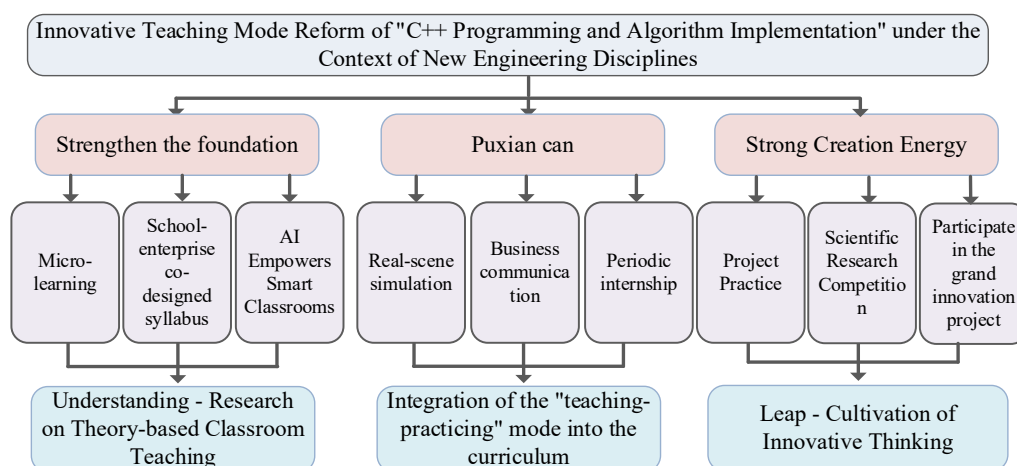 Innovative Teaching Mode Reform of "C++ Programming and Algorithm Implementation" under the
Context of New Engineering Disciplines
Strengthen the foundation
Puxian can
Strong Creation Energy
Micro-
learning
School-
enterprise
co-
designed
syllabus
AI
Empowers
Smart
Classrooms
Real-scene
simulation
Business
communica
tion
Periodic
internship
Project
Practice
Scientific
Research
Competitio
n
Participate
in the
grand
innovation
project
Understanding - Research
on Theory-based Classroom
Teaching
Integration of the "teaching-
practicing" mode into the
curriculum
Leap - Cultivation of
Innovative Thinking